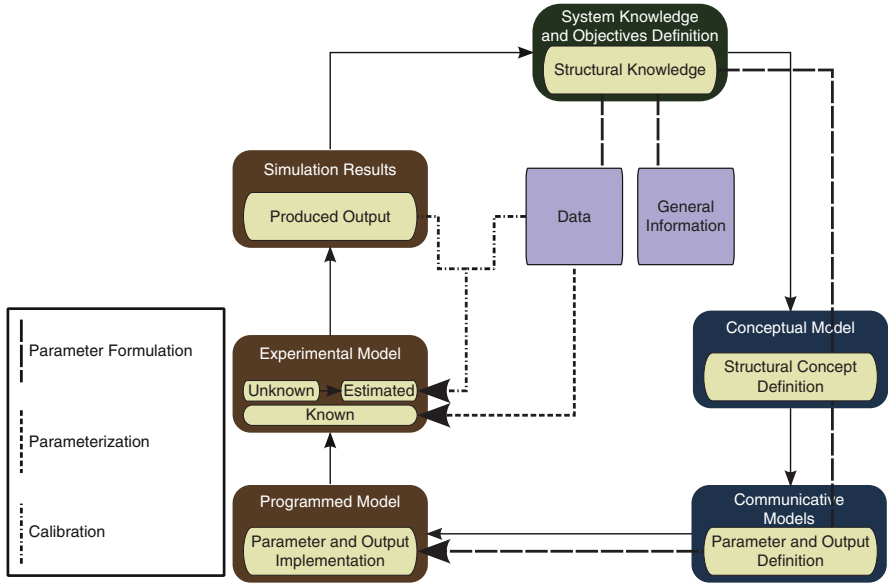 System Knowledge
and Objectives Definition
Structural Knowledge
Simulation Results
Produced Output
Data
General
Information
Parameter Formulation
Parameterization
Calibration
Experimental Model
Unknown
Estimated
Known
Conceptual Model
Structural Concept
Definition
Programmed Model
Parameter and Output
Implementation
Communicative
Models
Parameter and Output
Definition